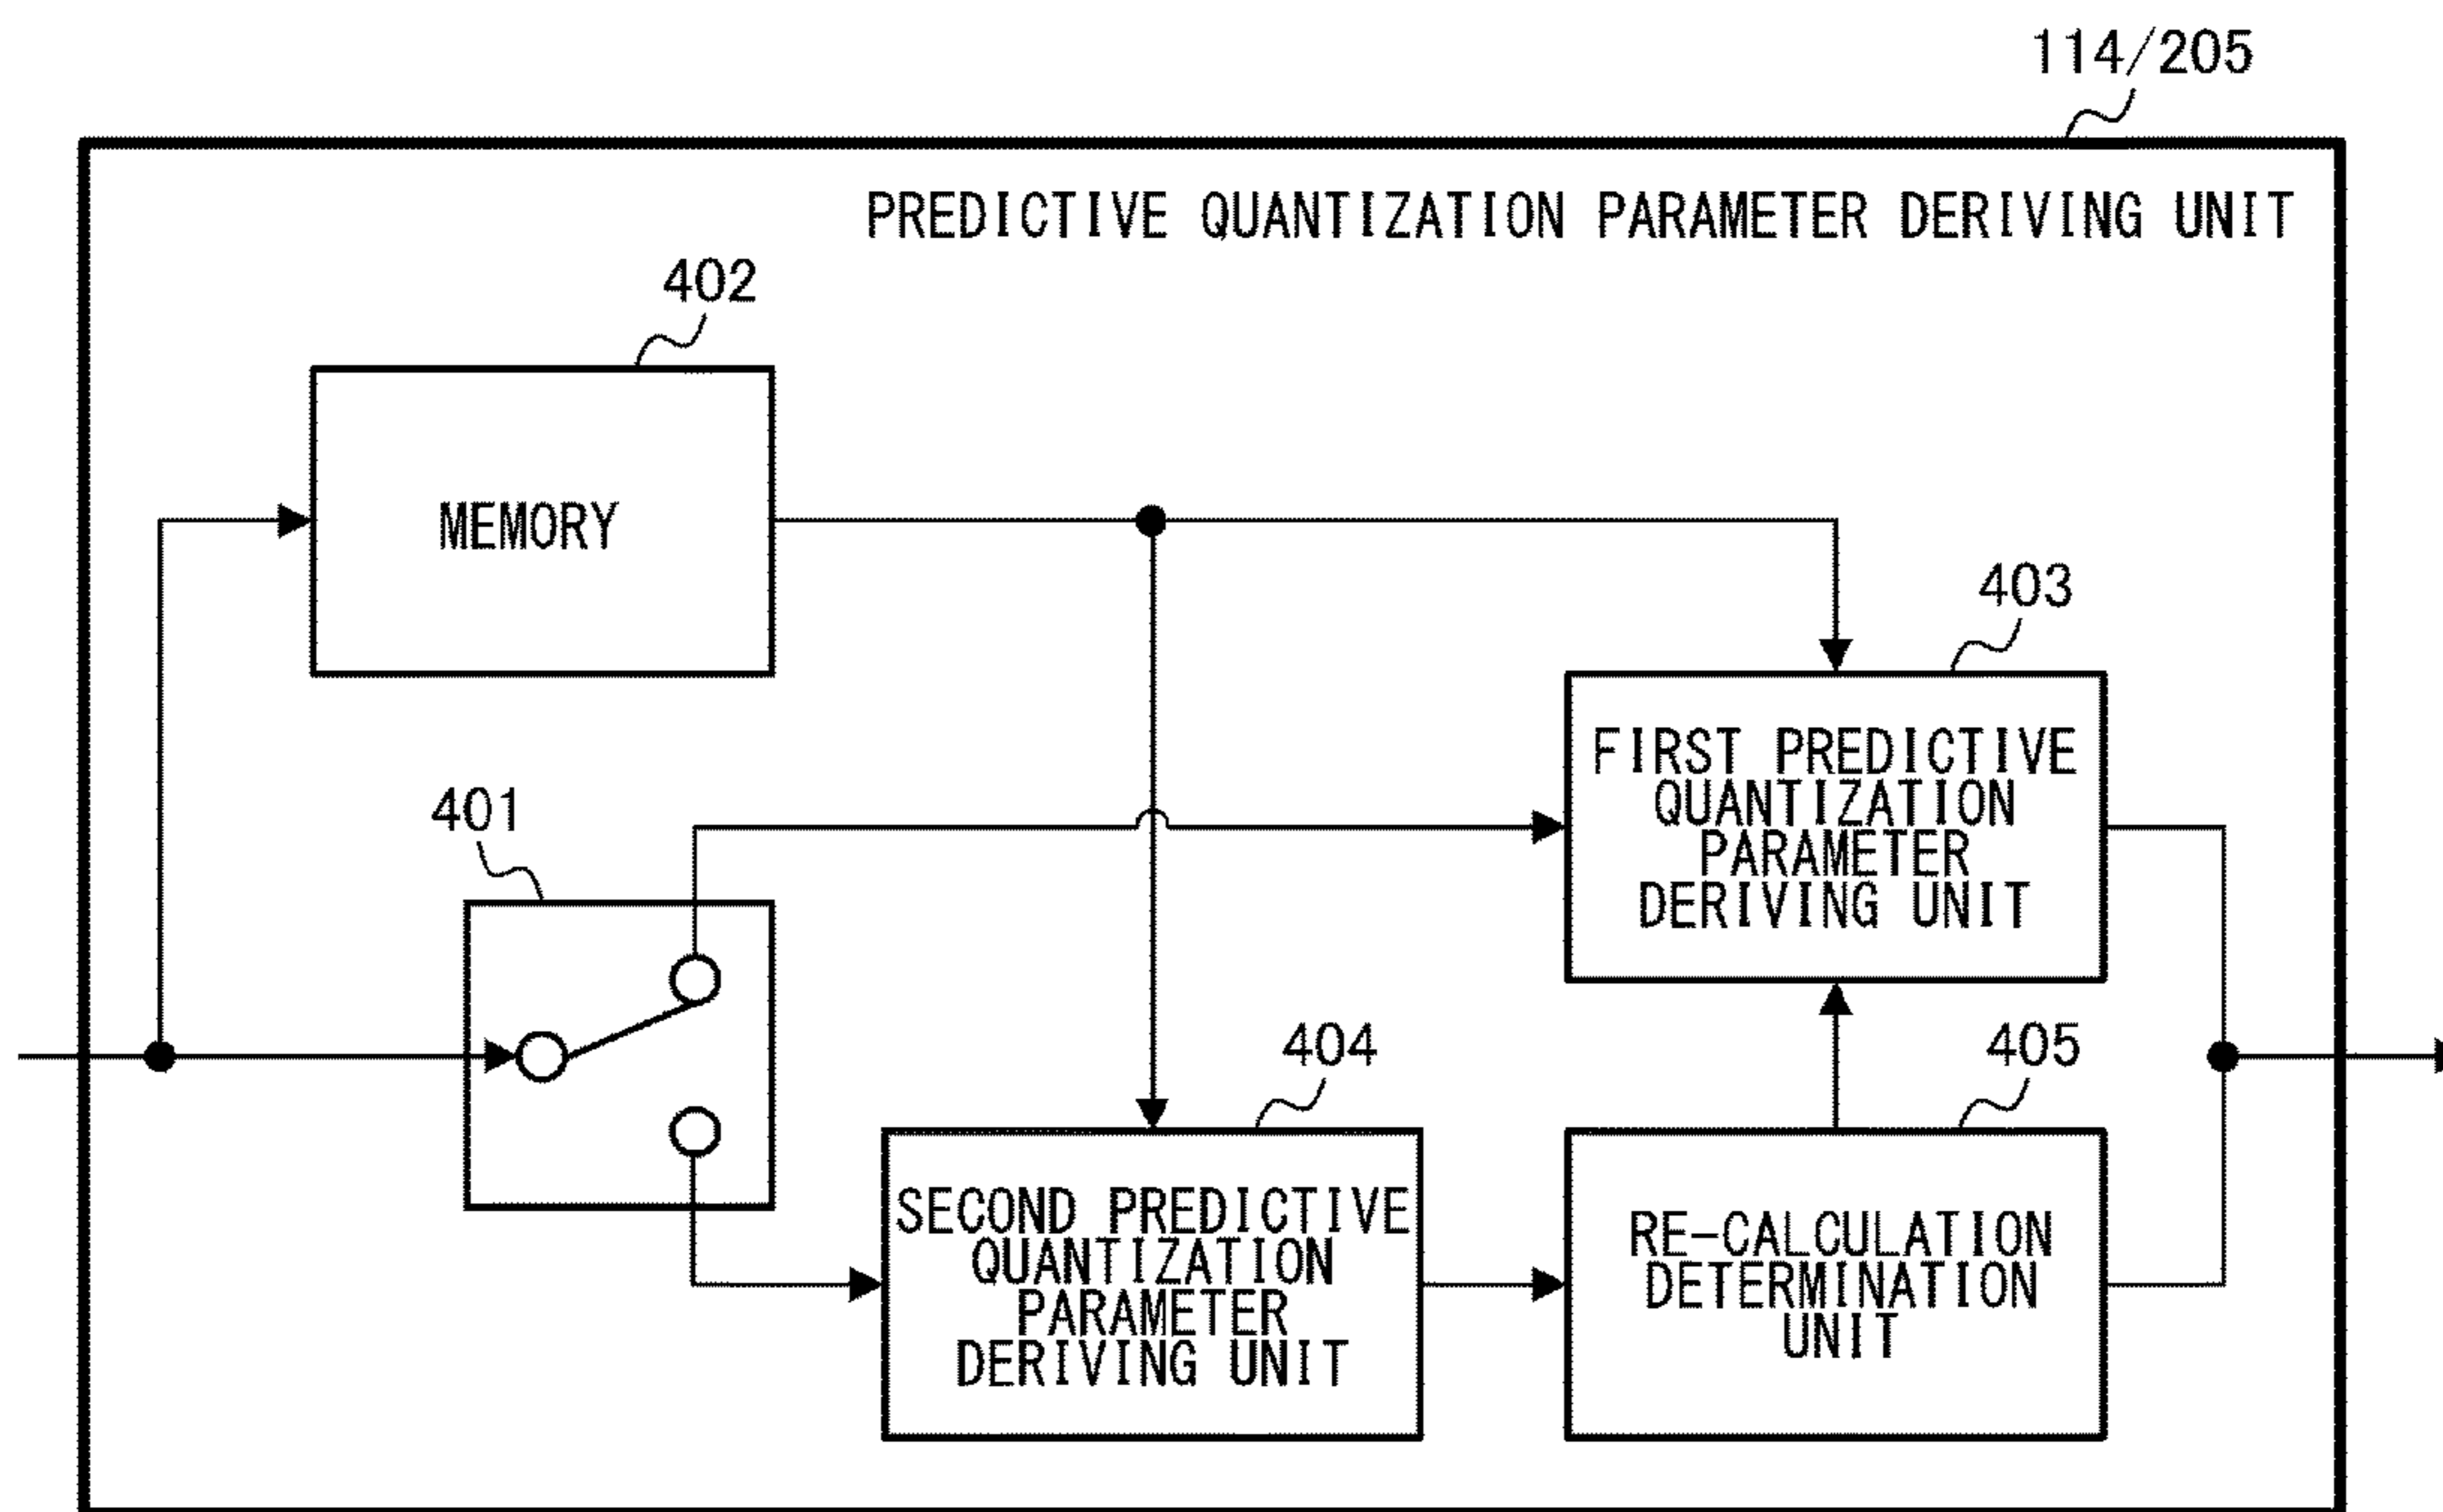 114/205
PREDICTIVE QUANTIZATION PARAMETER DERIVING UNIT
402
MEMORY
403
FIRST PREDICTIVE
QUANTIZATION
PARAMETER
DERIVING UNIT
401
404
SECOND PREDICTIVE
QUANTIZATION
PARAMETER
DERIVING UNIT
405
RE-CALCULATION
DETERMINATION
UNIT